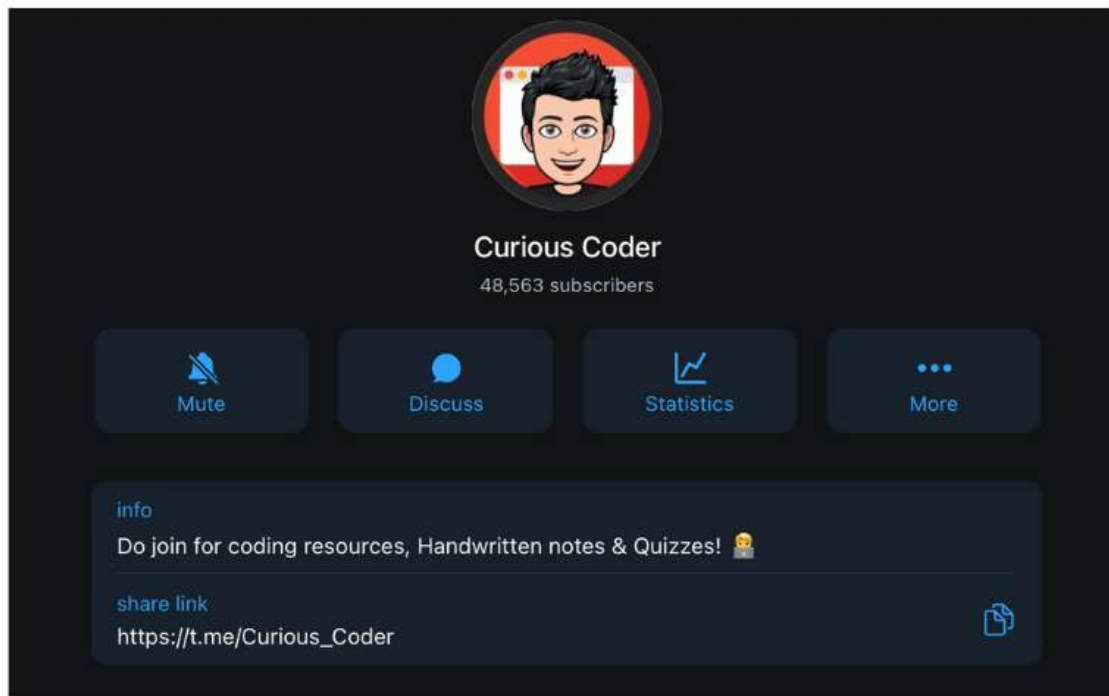 Curious Coder
48,563 subscribers
Mute
Discuss
Statistics
More
info
Do join for coding resources, Handwritten notes & Quizzes! 👨‍💻
share link
https://t.me/Curious_Coder